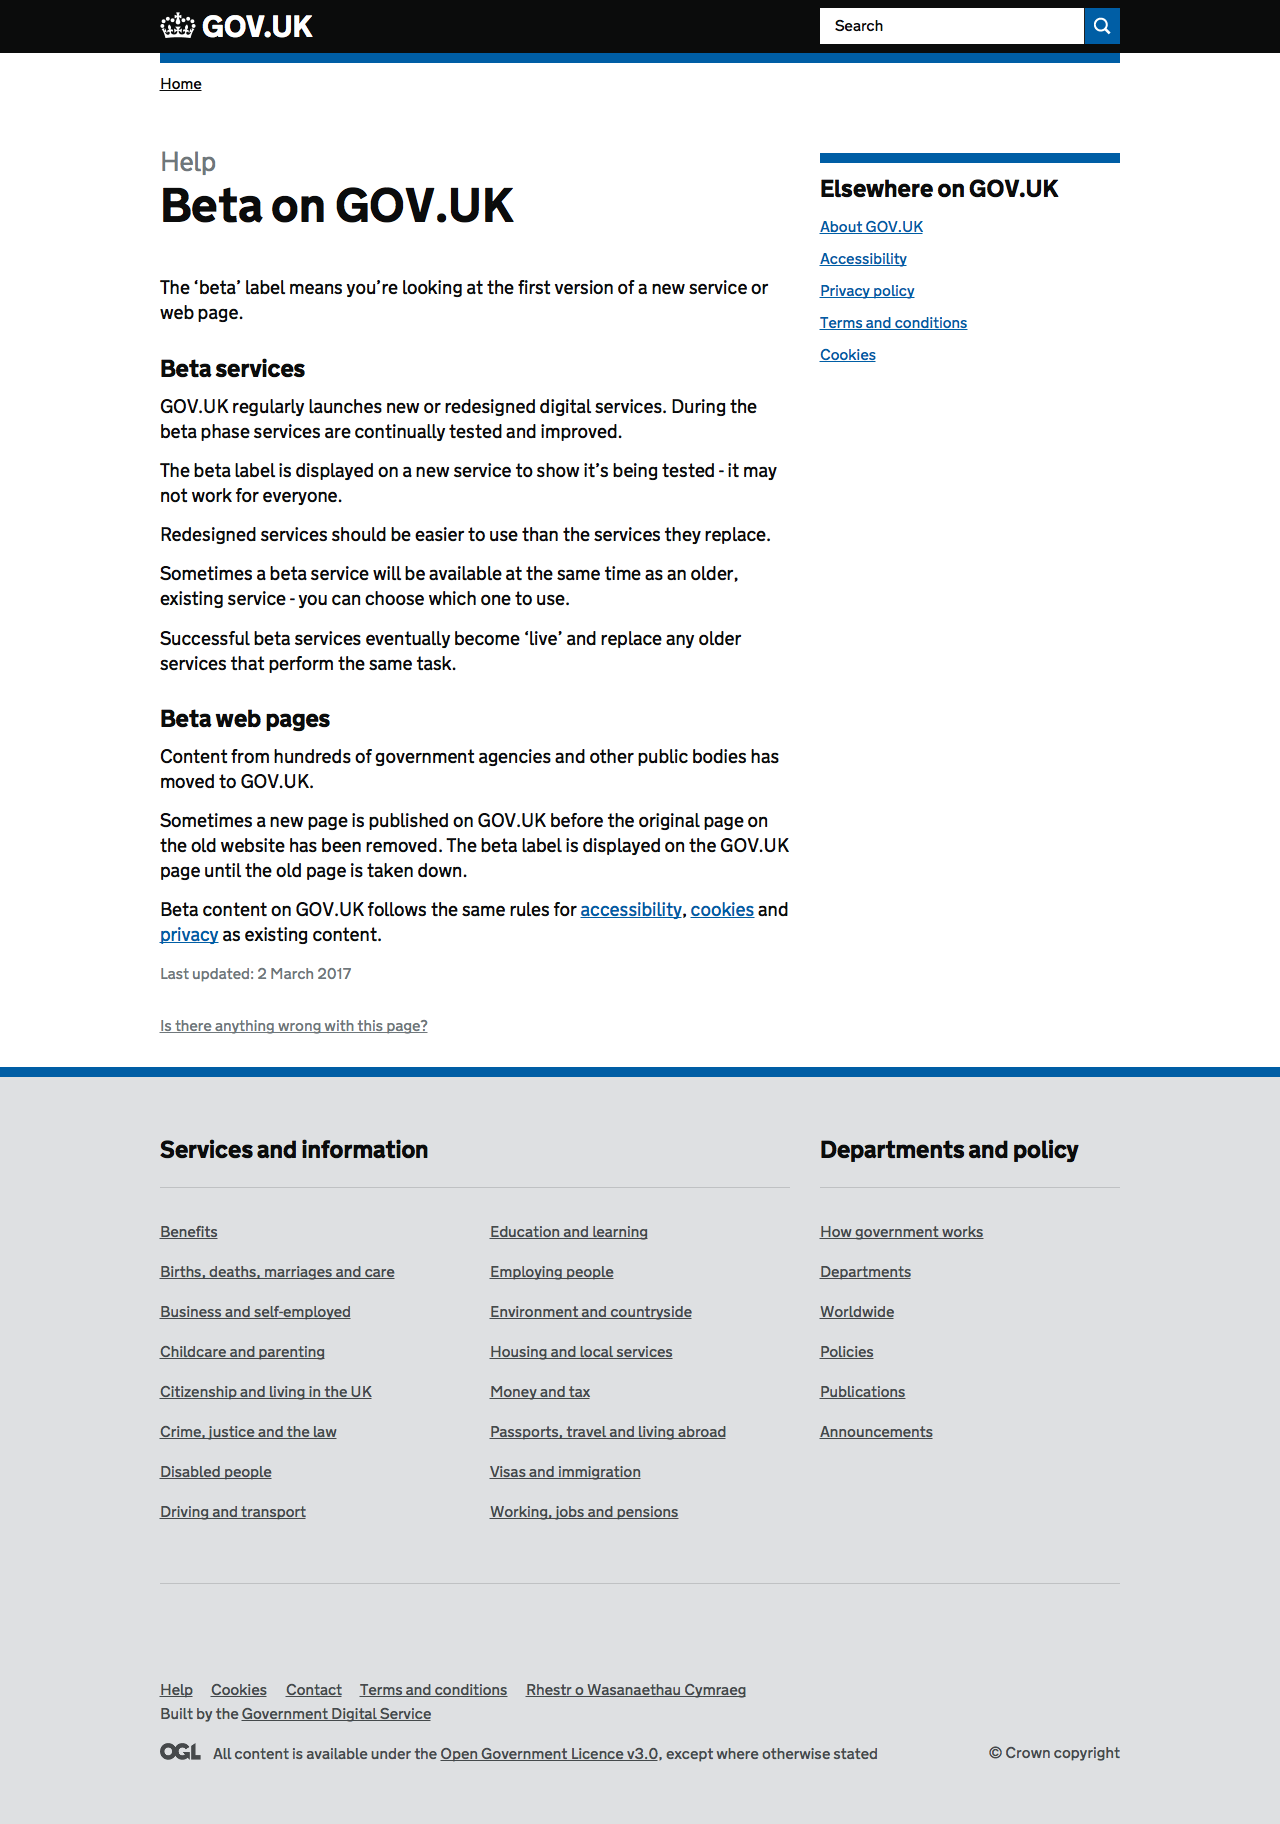 GOV.UK
Search
Home
Help
Beta on GOV.UK
The ‘beta’ label means you’re looking at the first version of a new service or
web page.
Beta services
GOV.UK regularly launches new or redesigned digital services. During the
beta phase services are continually tested and improved.
The beta label is displayed on a new service to show it’s being tested - it may
not work for everyone.
Redesigned services should be easier to use than the services they replace.
Sometimes a beta service will be available at the same time as an older,
existing service - you can choose which one to use.
Successful beta services eventually become ‘live’ and replace any older
services that perform the same task.
Beta web pages
Content from hundreds of government agencies and other public bodies has
moved to GOV.UK.
Sometimes a new page is published on GOV.UK before the original page on
the old website has been removed. The beta label is displayed on the GOV.UK
page until the old page is taken down.
Beta content on GOV.UK follows the same rules for accessibility, cookies and
privacy as existing content.
Last updated: 2 March 2017
Is there anything wrong with this page?
Elsewhere on GOV.UK
About GOV.UK
Accessibility
Privacy policy
Terms and conditions
Cookies
Services and information
Benefits
Births, deaths, marriages and care
Business and self-employed
Childcare and parenting
Citizenship and living in the UK
Crime, justice and the law
Disabled people
Driving and transport
Education and learning
Employing people
Environment and countryside
Housing and local services
Money and tax
Passports, travel and living abroad
Visas and immigration
Working, jobs and pensions
Departments and policy
How government works
Departments
Worldwide
Policies
Publications
Announcements
Help Cookies Contact Terms and conditions Rhestr o Wasanaethau Cymraeg
Built by the Government Digital Service
OGL All content is available under the Open Government Licence v3.0, except where otherwise stated
© Crown copyright